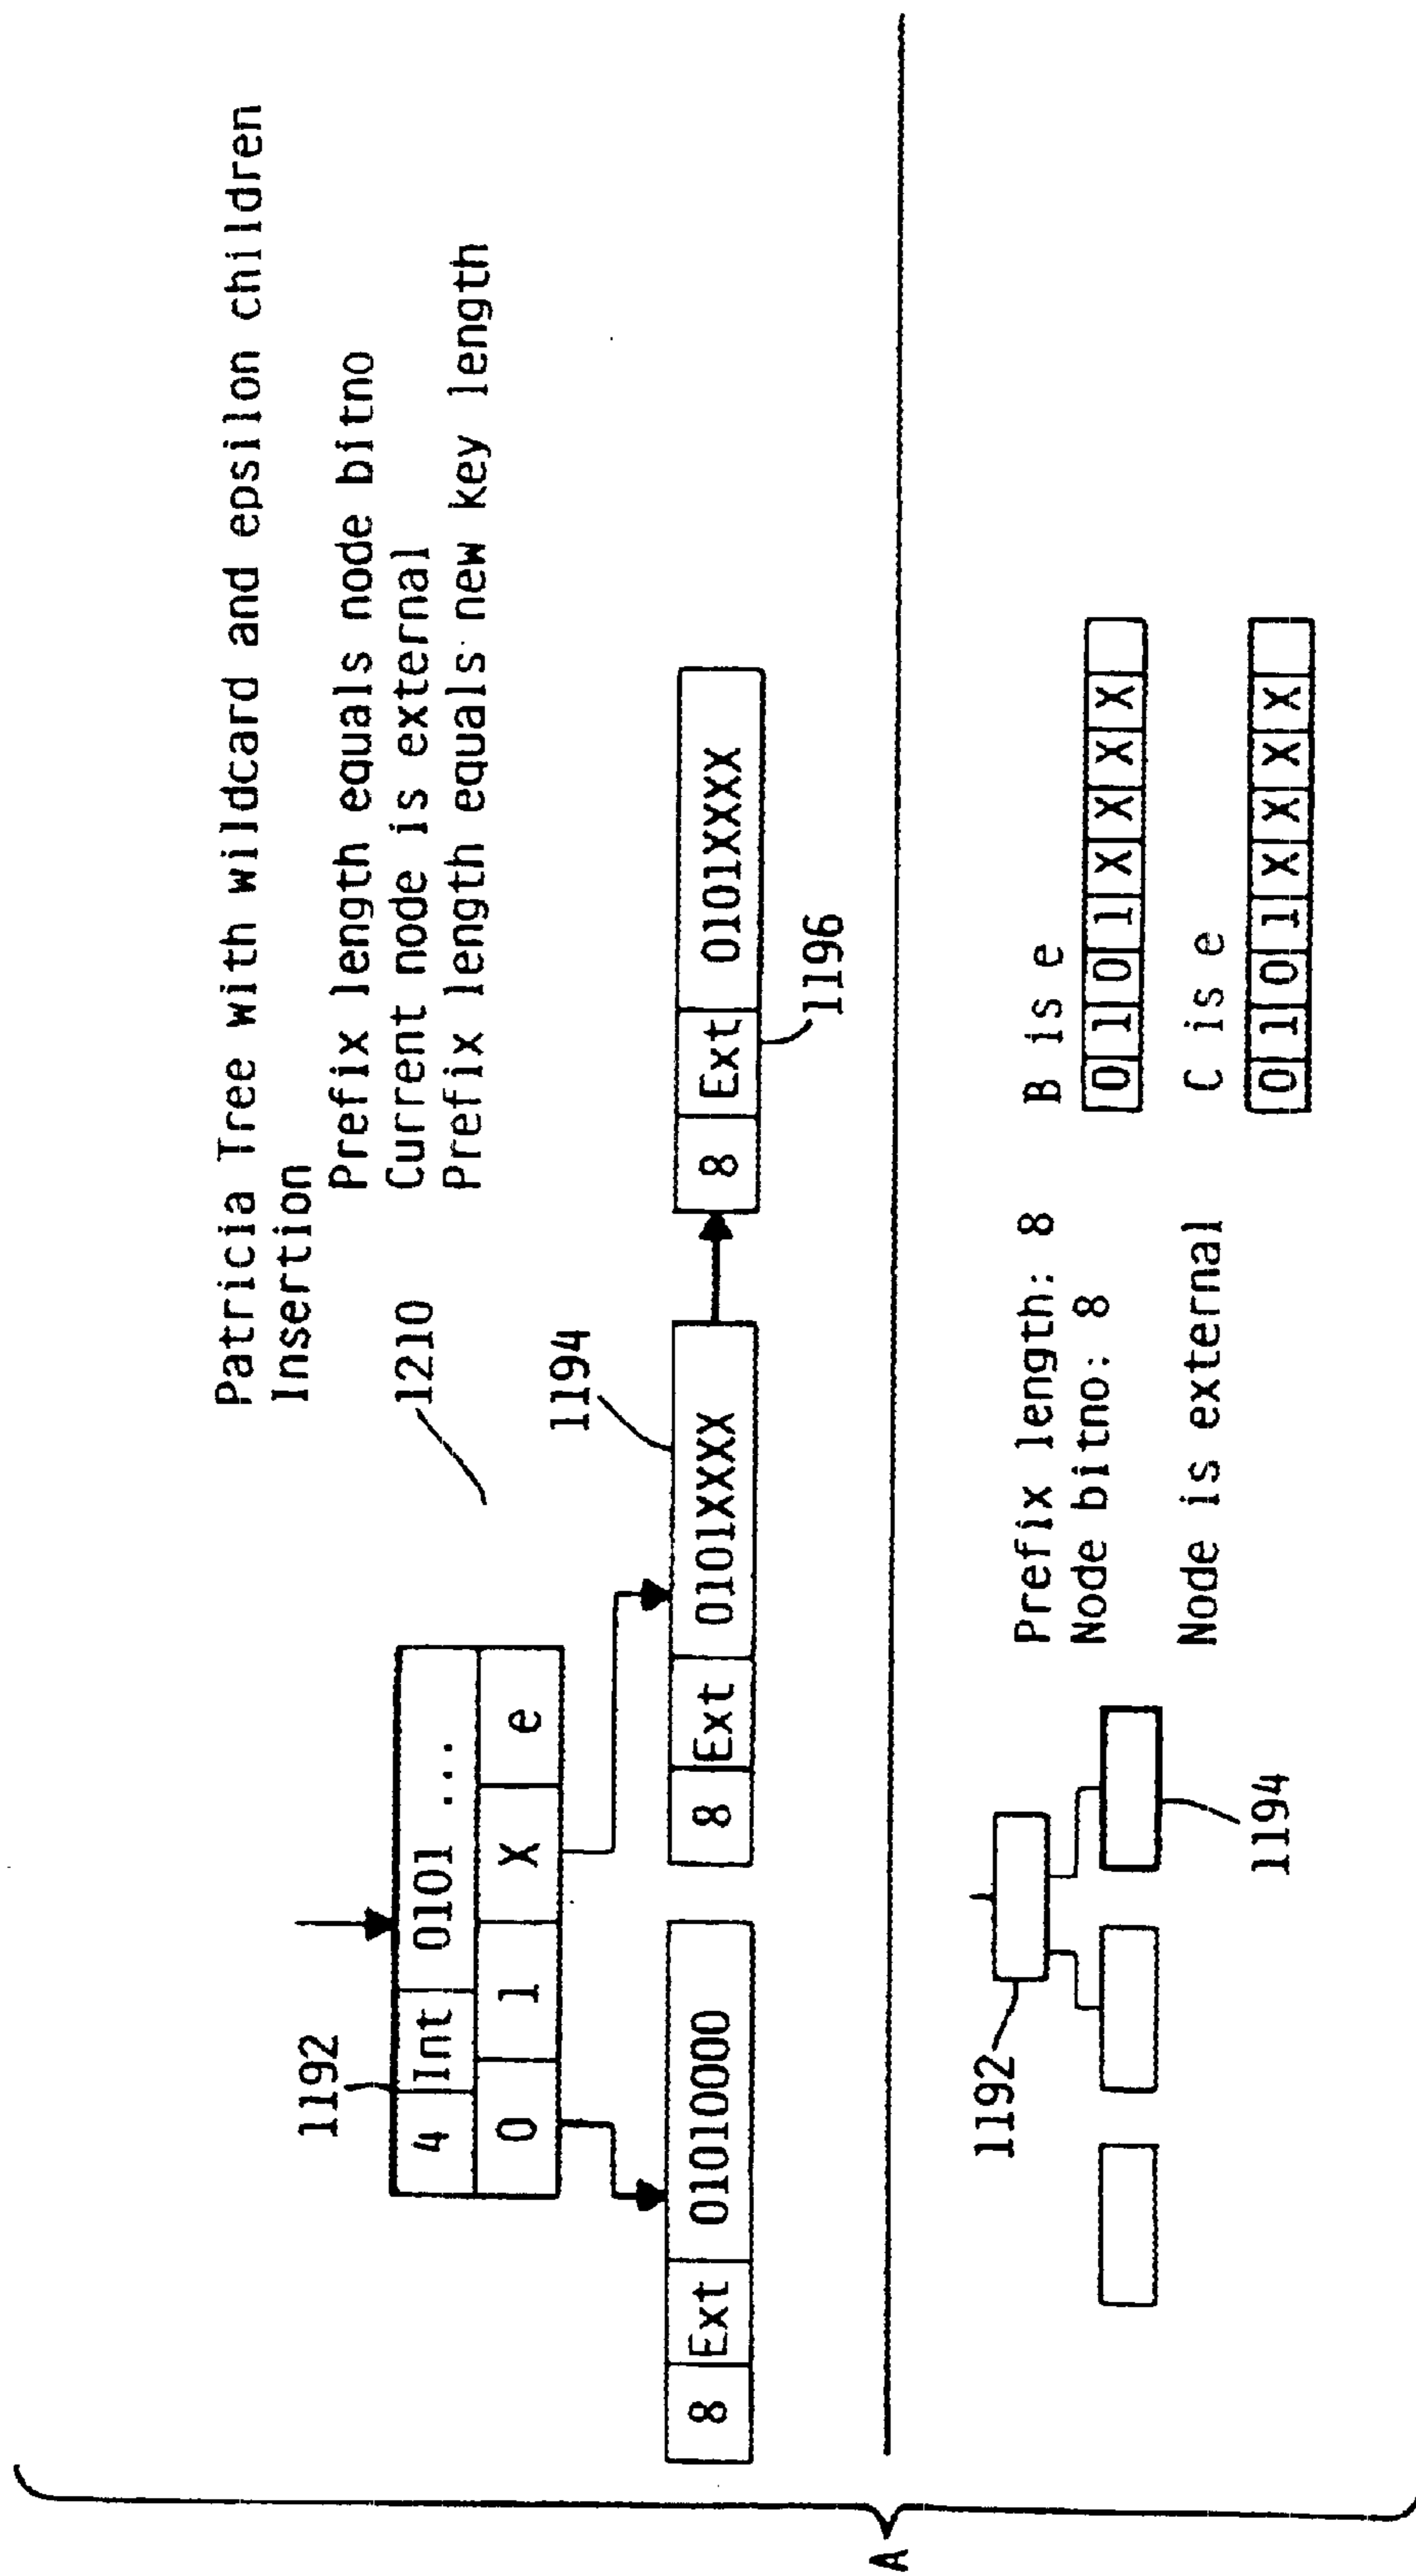 Patricia Tree with wildcard and epsilon children
Insertion
Prefix length equals node bitno
Current node is external
Prefix length equals new key length
1210
1192
4 Int 0101 ...
0 1 X e
1194
8 Ext 01010000
8 Ext 0101XXXX
8 Ext 0101XXXX
1196
A
1192
1194
Prefix length: 8
Node bitno: 8
Node is external
B is e
0 1 0 1 X X X X
C is e
0 1 0 1 X X X X